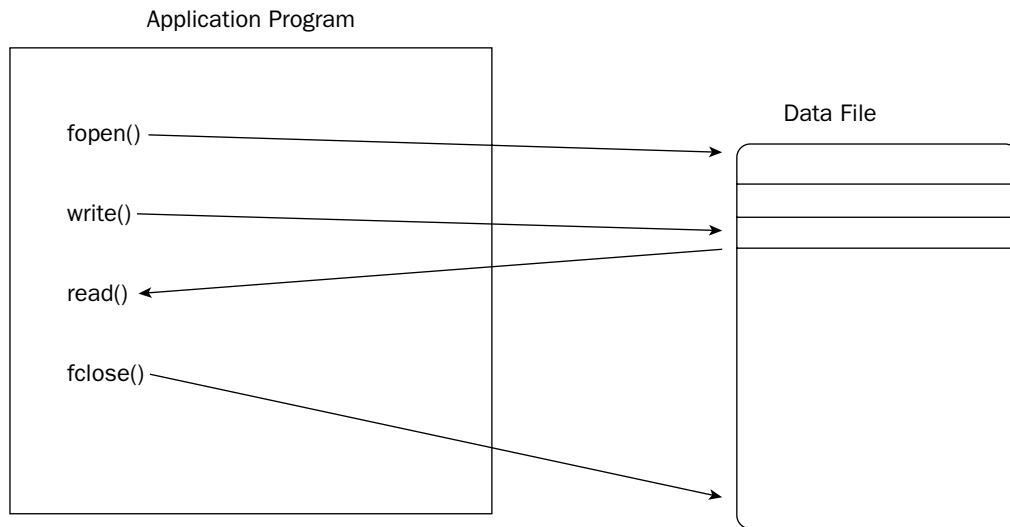 Application Program
Data File
fopen()
write()
read()
fclose()